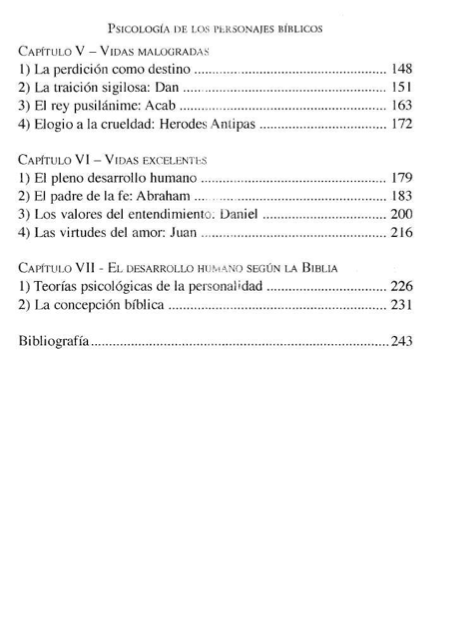 Psicología de los personajes bíblicos
Capítulo V – Vidas malogradas
1) La perdición como destino .................................................... 148
2) La traición sigilosa: Dan ....................................................... 151
3) El rey pusilánime: Acab ........................................................ 163
4) Elogio a la crueldad: Herodes Antipas .................................. 172
Capítulo VI – Vidas excelentes
1) El pleno desarrollo humano .................................................. 179
2) El padre de la fe: Abraham .................................................... 183
3) Los valores del entendimiento: Daniel ................................. 200
4) Las virtudes del amor: Juan .................................................. 216
Capítulo VII - El desarrollo humano según la Biblia
1) Teorías psicológicas de la personalidad ................................ 226
2) La concepción bíblica ........................................................... 231
Bibliografía ................................................................................ 243